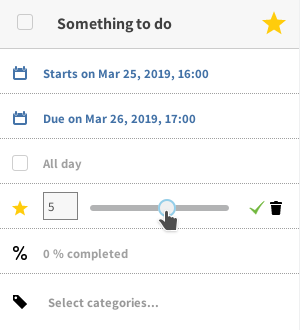 Something to do
Starts on Mar 25, 2019, 16:00
Due on Mar 26, 2019, 17:00
All day
5
% 0 % completed
Select categories...